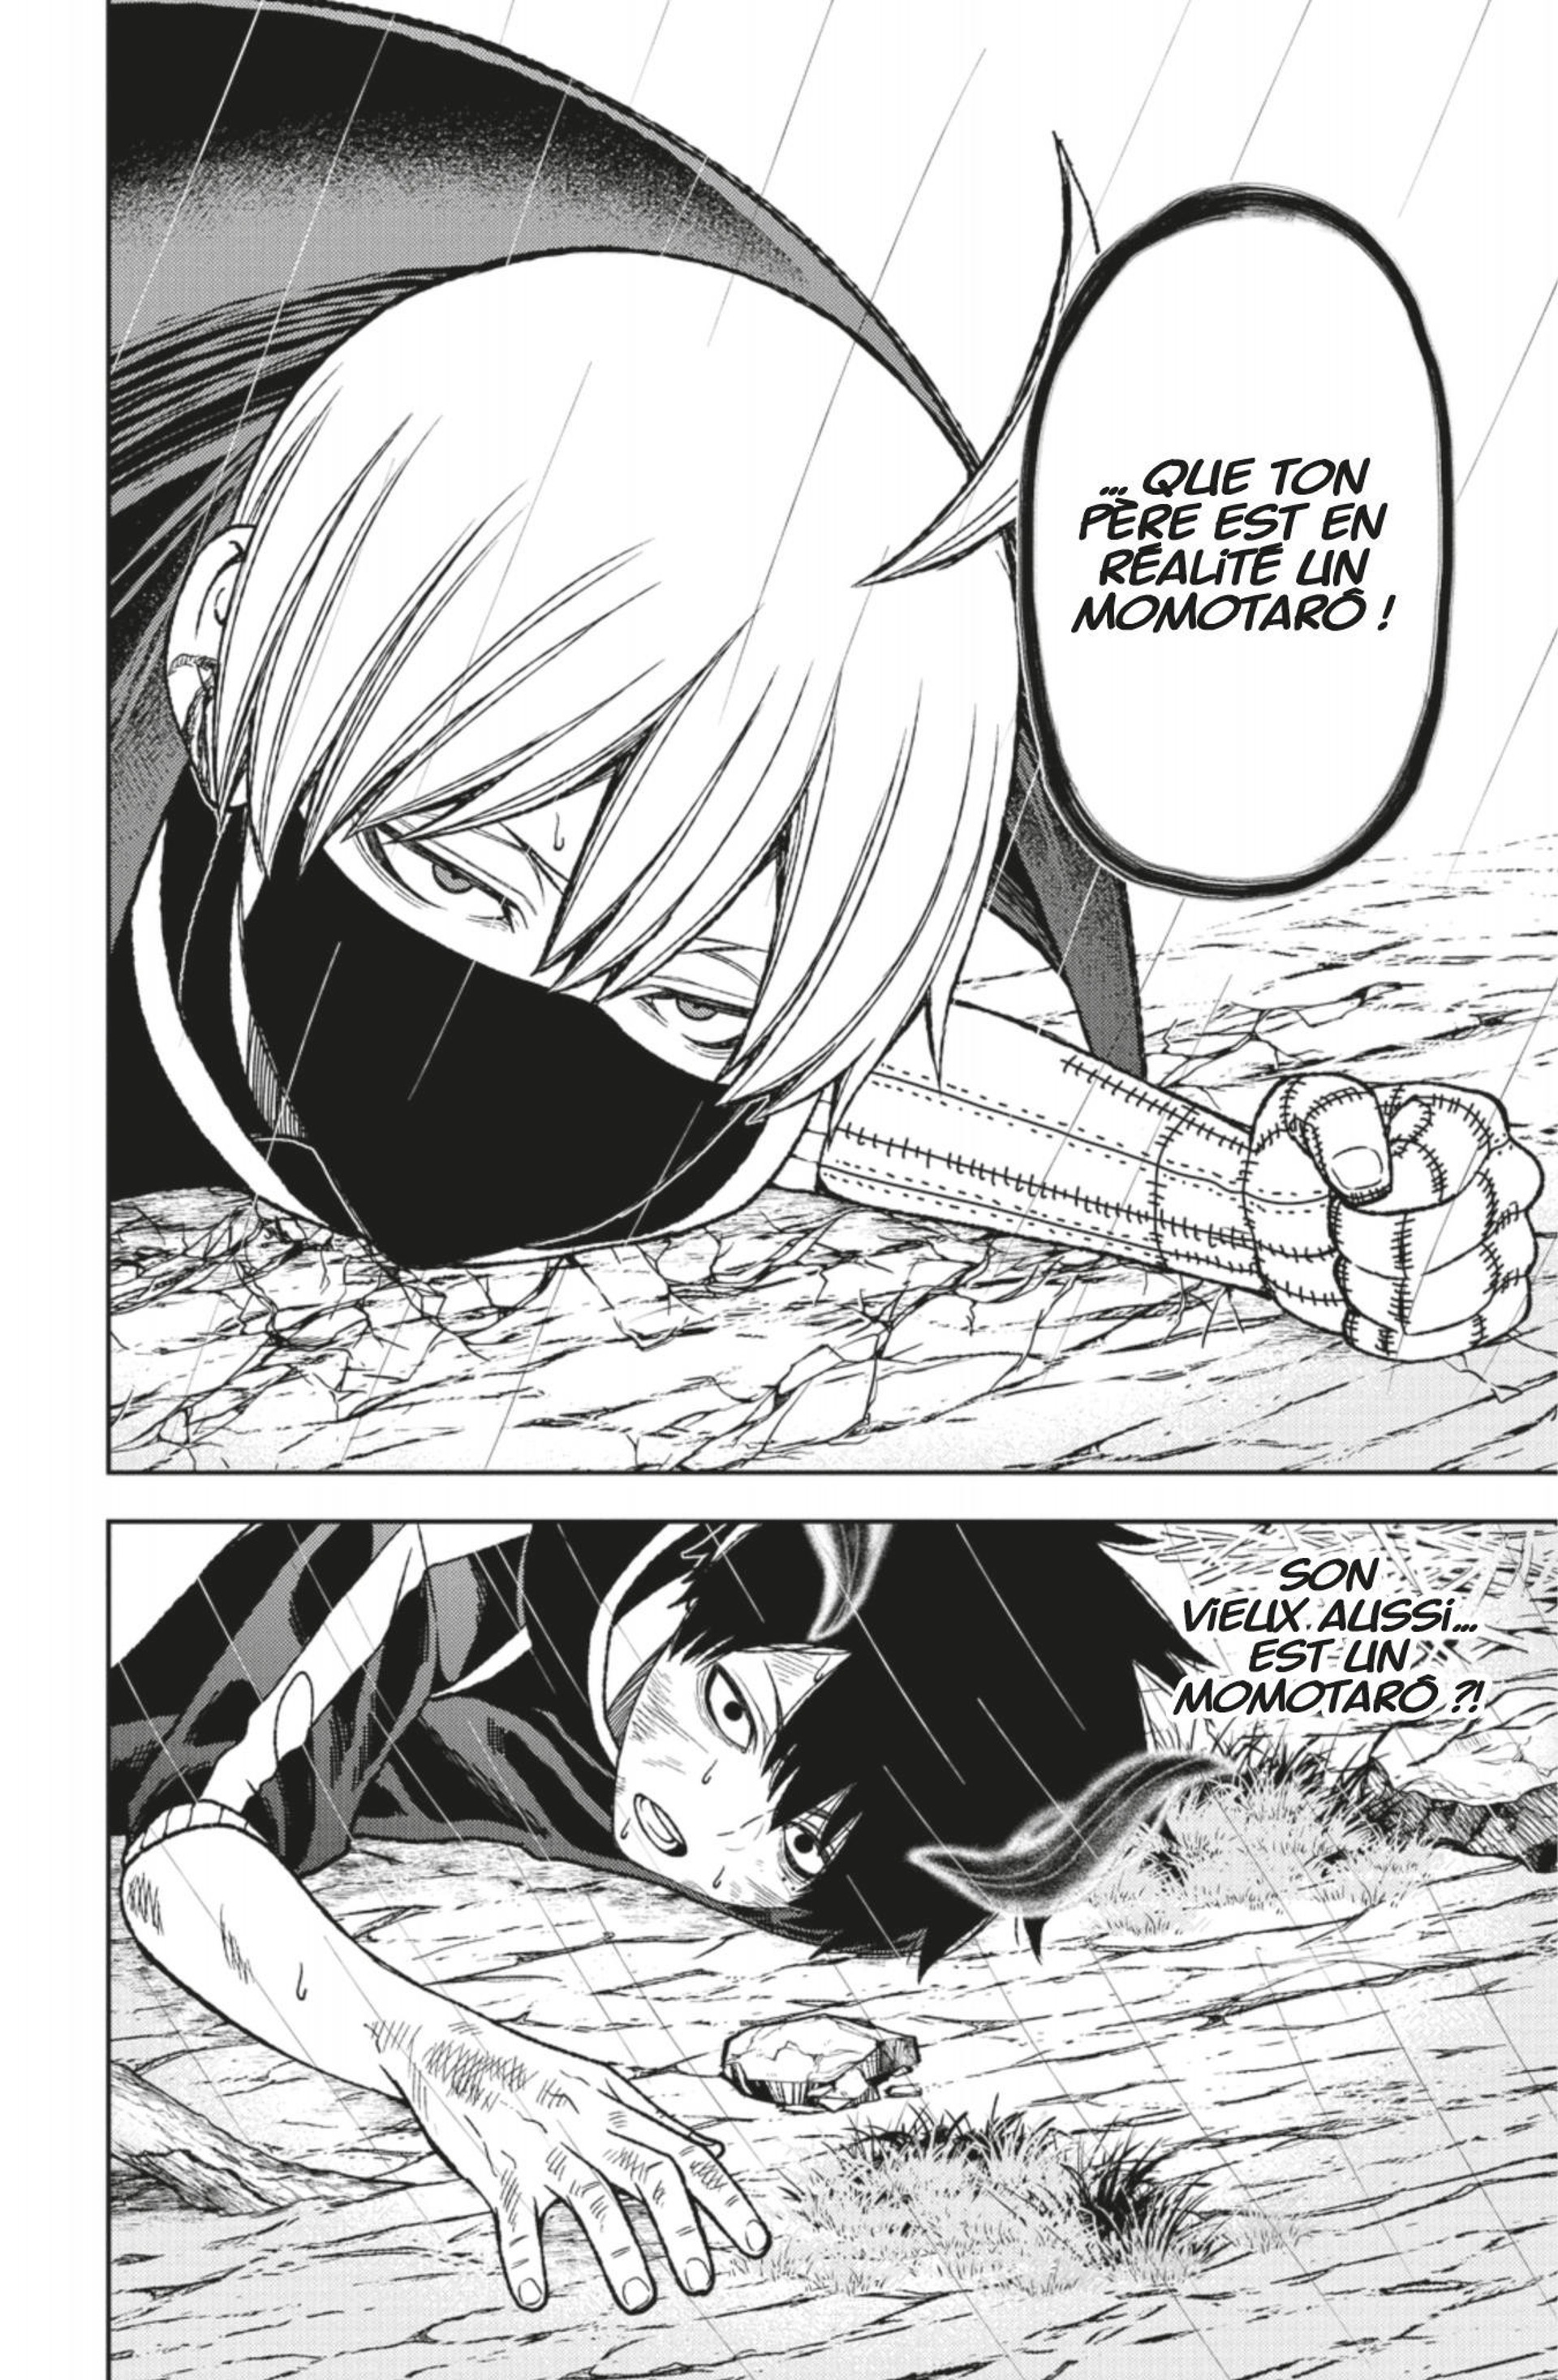 ... QUE TON
PÈRE EST EN
RÉALITÉ UN
MOMOTARÔ !
SON
VIEUX AUSSI...
EST UN
MOMOTARÔ ?!